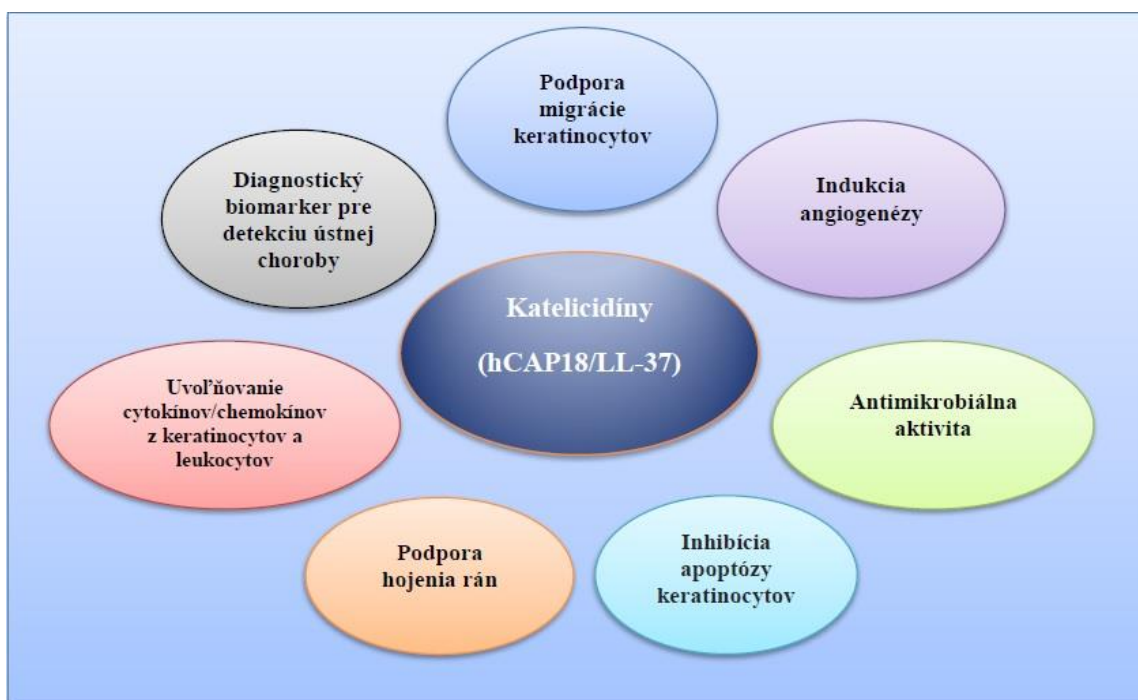 Podpora
migrácie
keratinocytov
Diagnostický
biomarker pre
detekciu ústnej
choroby
Indukcia
angiogenézy
Katelicidíny
(hCAP18/LL-37)
Uvoľňovanie
cytokínov/chemokínov
z keratinocytov a
leukocytov
Antimikrobiálna
aktivita
Podpora
hojenia rán
Inhibícia
apoptózy
keratinocytov